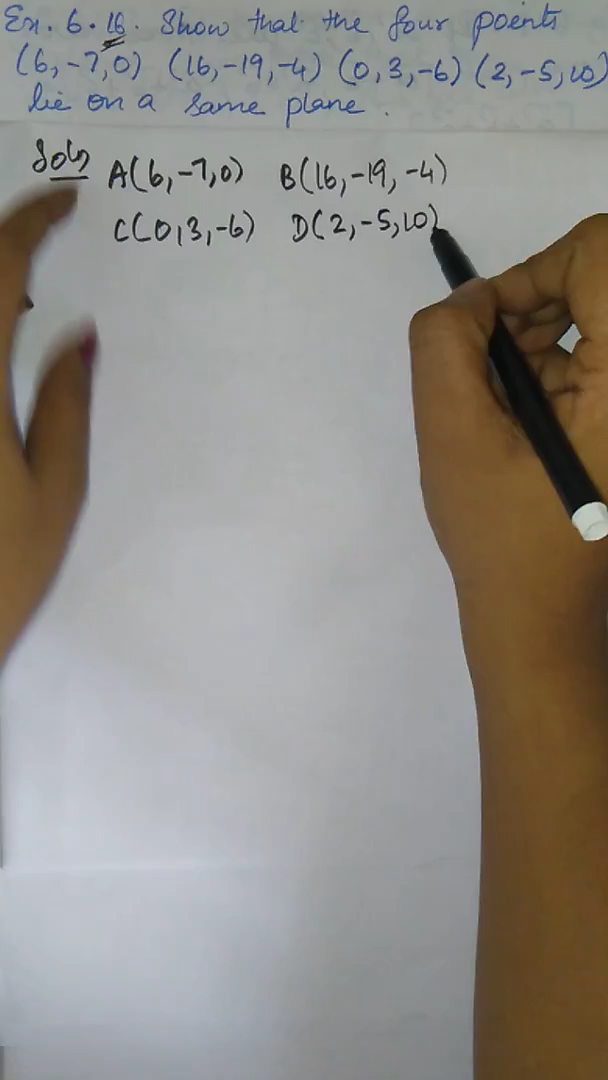 Ex. 6.16. Show that the four points
(6,-7,0) (16,-19,-4) (0,3,-6) (2,-5,10)
lie on a same plane.
Soln A(6,-7,0) B(16,-19,-4)
C(0,3,-6) D(2,-5,10)